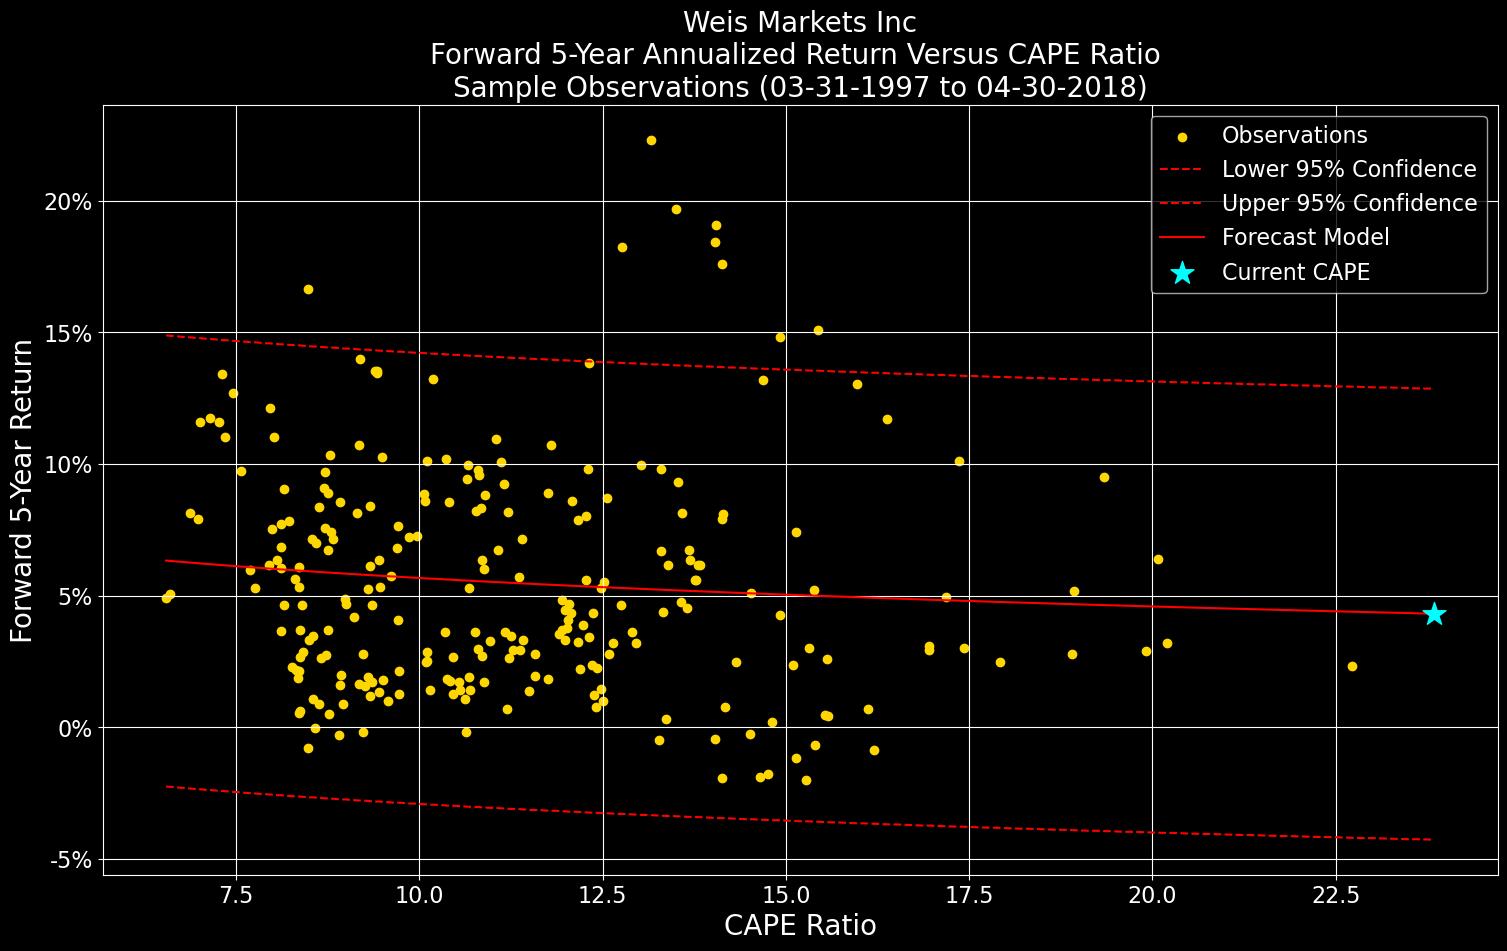 Weis Markets Inc
Forward 5-Year Annualized Return Versus CAPE Ratio
Sample Observations (03-31-1997 to 04-30-2018)
Observations
Lower 95% Confidence
Upper 95% Confidence
Forecast Model
Current CAPE
Forward 5-Year Return
20%
15%
10%
5%
0%
-5%
7.5 10.0 12.5 15.0 17.5 20.0 22.5
CAPE Ratio